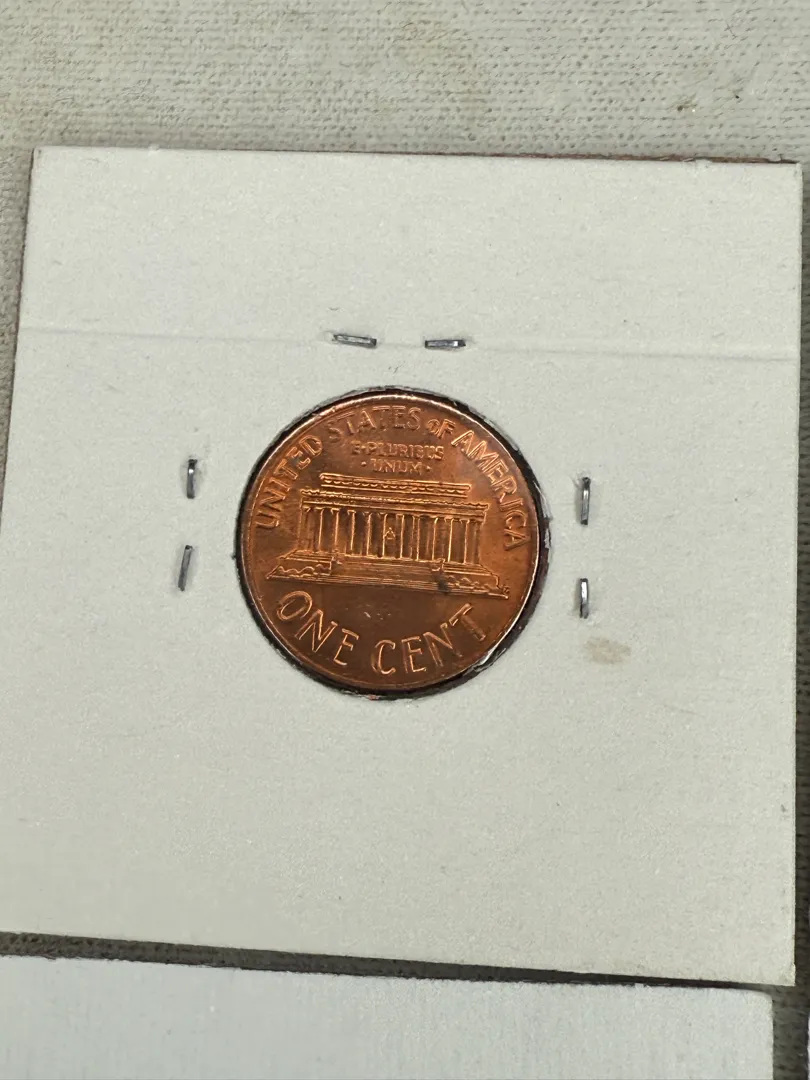 UNITED STATES OF AMERICA
E·PLURIBUS
·UNUM·
ONE CENT